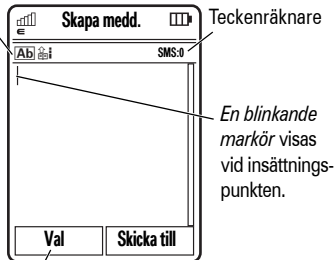 Skapa medd.
Teckenräknare
Ab
SMS:0
En blinkande
markör visas
vid insättnings-
punkten.
Val
Skicka till